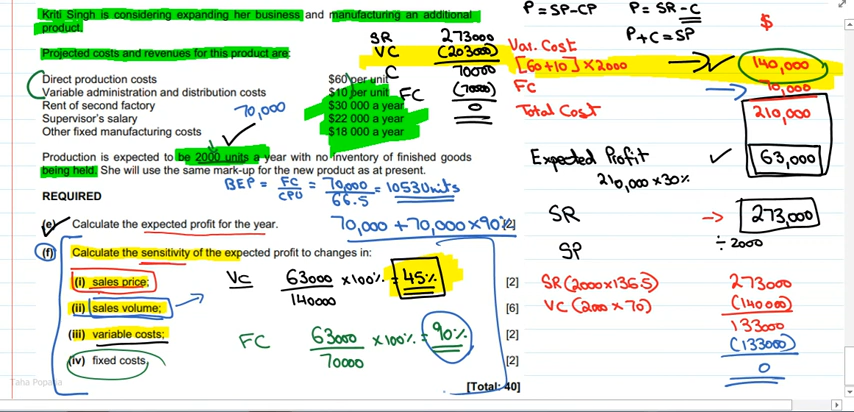 Kriti Singh is considering expanding her business and manufacturing an additional
product.
Projected costs and revenues for this product are:
Direct production costs $60 per unit
Variable administration and distribution costs $10 per unit
Rent of second factory $30 000 a year
Supervisor's salary $22 000 a year
Other fixed manufacturing costs $18 000 a year
70,000
Production is expected to be 2000 units a year with no inventory of finished goods
being held. She will use the same mark-up for the new product as at present.
BEP = FC/CPU = 70,000/66.5 = 1053 Units
REQUIRED
(e) Calculate the expected profit for the year. [2]
70,000 + 70,000 × 90%
(f) Calculate the sensitivity of the expected profit to changes in:
(i) sales price; [2]
(ii) sales volume; [6]
(iii) variable costs; [2]
(iv) fixed costs. [2]
[Total: 40]
VC 63000/140000 × 100% = 45%
FC 63000/70000 × 100% = 90%
SR 273000
VC (203000)
C 70000
FC (70000)
0
P = SP - CP
P = SR - C
P + C = SP
$
Var. Cost
[60+10] × 2000 140,000
FC 70,000
Total Cost 210,000
Expected Profit 63,000
210,000 × 30%
SR 273,000
SP ÷ 2000
SR (2000 × 136.5) 273000
VC (2000 × 70) (140000)
133000
(133000)
0